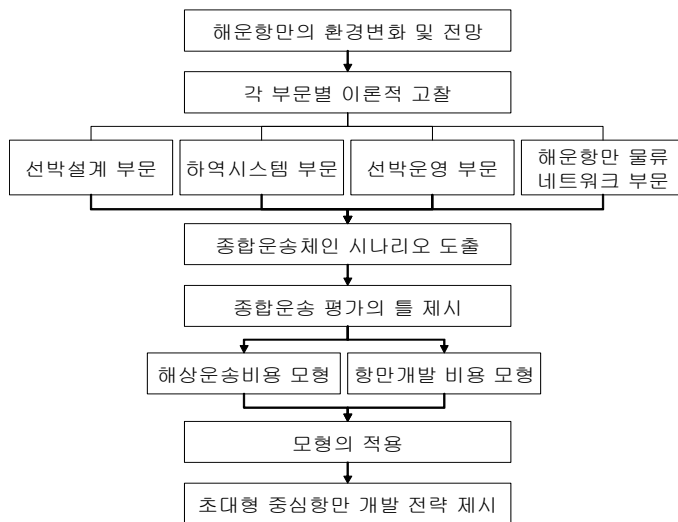 해운항만의 환경변화 및 전망
각 부문별 이론적 고찰
선박설계 부문
하역시스템 부문
선박운영 부문
해운항만 물류
네트워크 부문
종합운송체인 시나리오 도출
종합운송 평가의 틀 제시
해상운송비용 모형
항만개발 비용 모형
모형의 적용
초대형 중심항만 개발 전략 제시